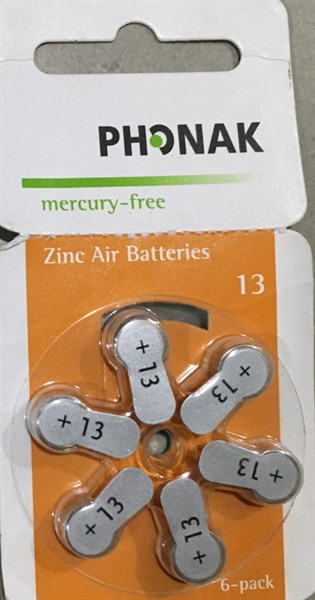 PHONAK
mercury-free
Zinc Air Batteries
13
+ 13
+ 13
+ 13
+ 13
+ 13
+ 13
6-pack